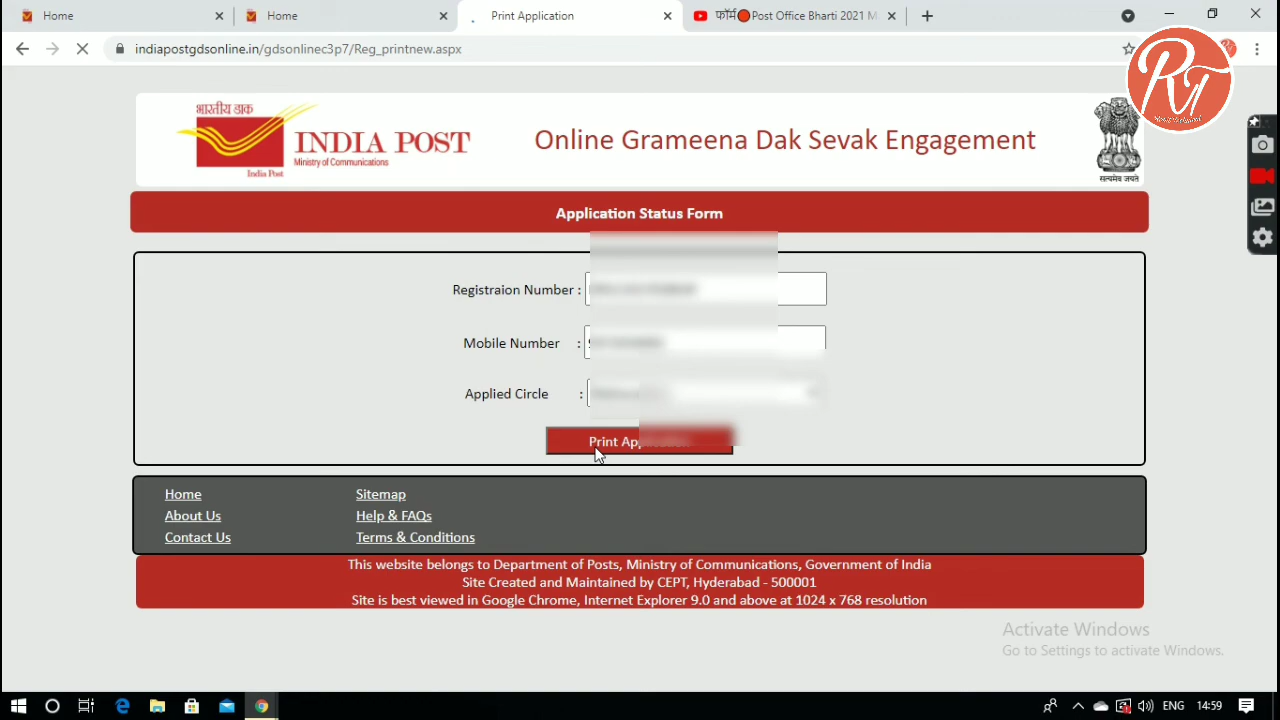 Home
Home
Print Application
फॉर्म Post Office Bharti 2021 M
indiapostgdsonline.in/gdsonlinec3p7/Reg_printnew.aspx
RT
भारतीय डाक
INDIA POST
Ministry of Communications
India Post
Online Grameena Dak Sevak Engagement
सत्यमेव जयते
Application Status Form
Registraion Number :
Mobile Number :
Applied Circle :
Print Application
Home
Sitemap
About Us
Help & FAQs
Contact Us
Terms & Conditions
This website belongs to Department of Posts, Ministry of Communications, Government of India
Site Created and Maintained by CEPT, Hyderabad - 500001
Site is best viewed in Google Chrome, Internet Explorer 9.0 and above at 1024 x 768 resolution
Activate Windows
Go to Settings to activate Windows.
ENG
14:59